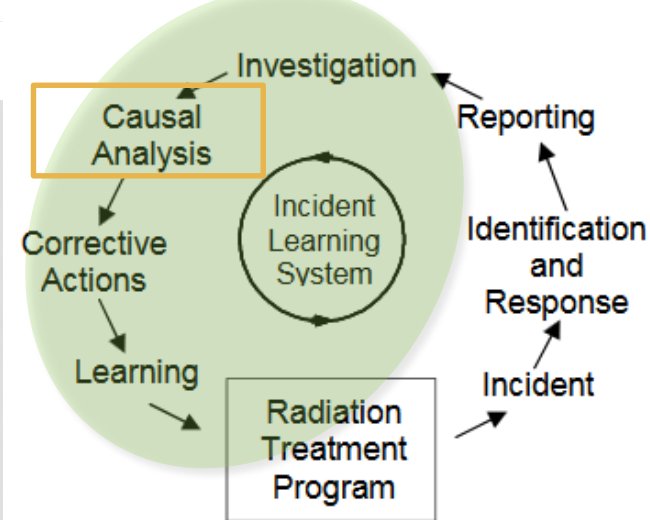 Investigation
Causal
Analysis
Reporting
Incident
Learning
System
Identification
and
Response
Corrective
Actions
Learning
Incident
Radiation
Treatment
Program